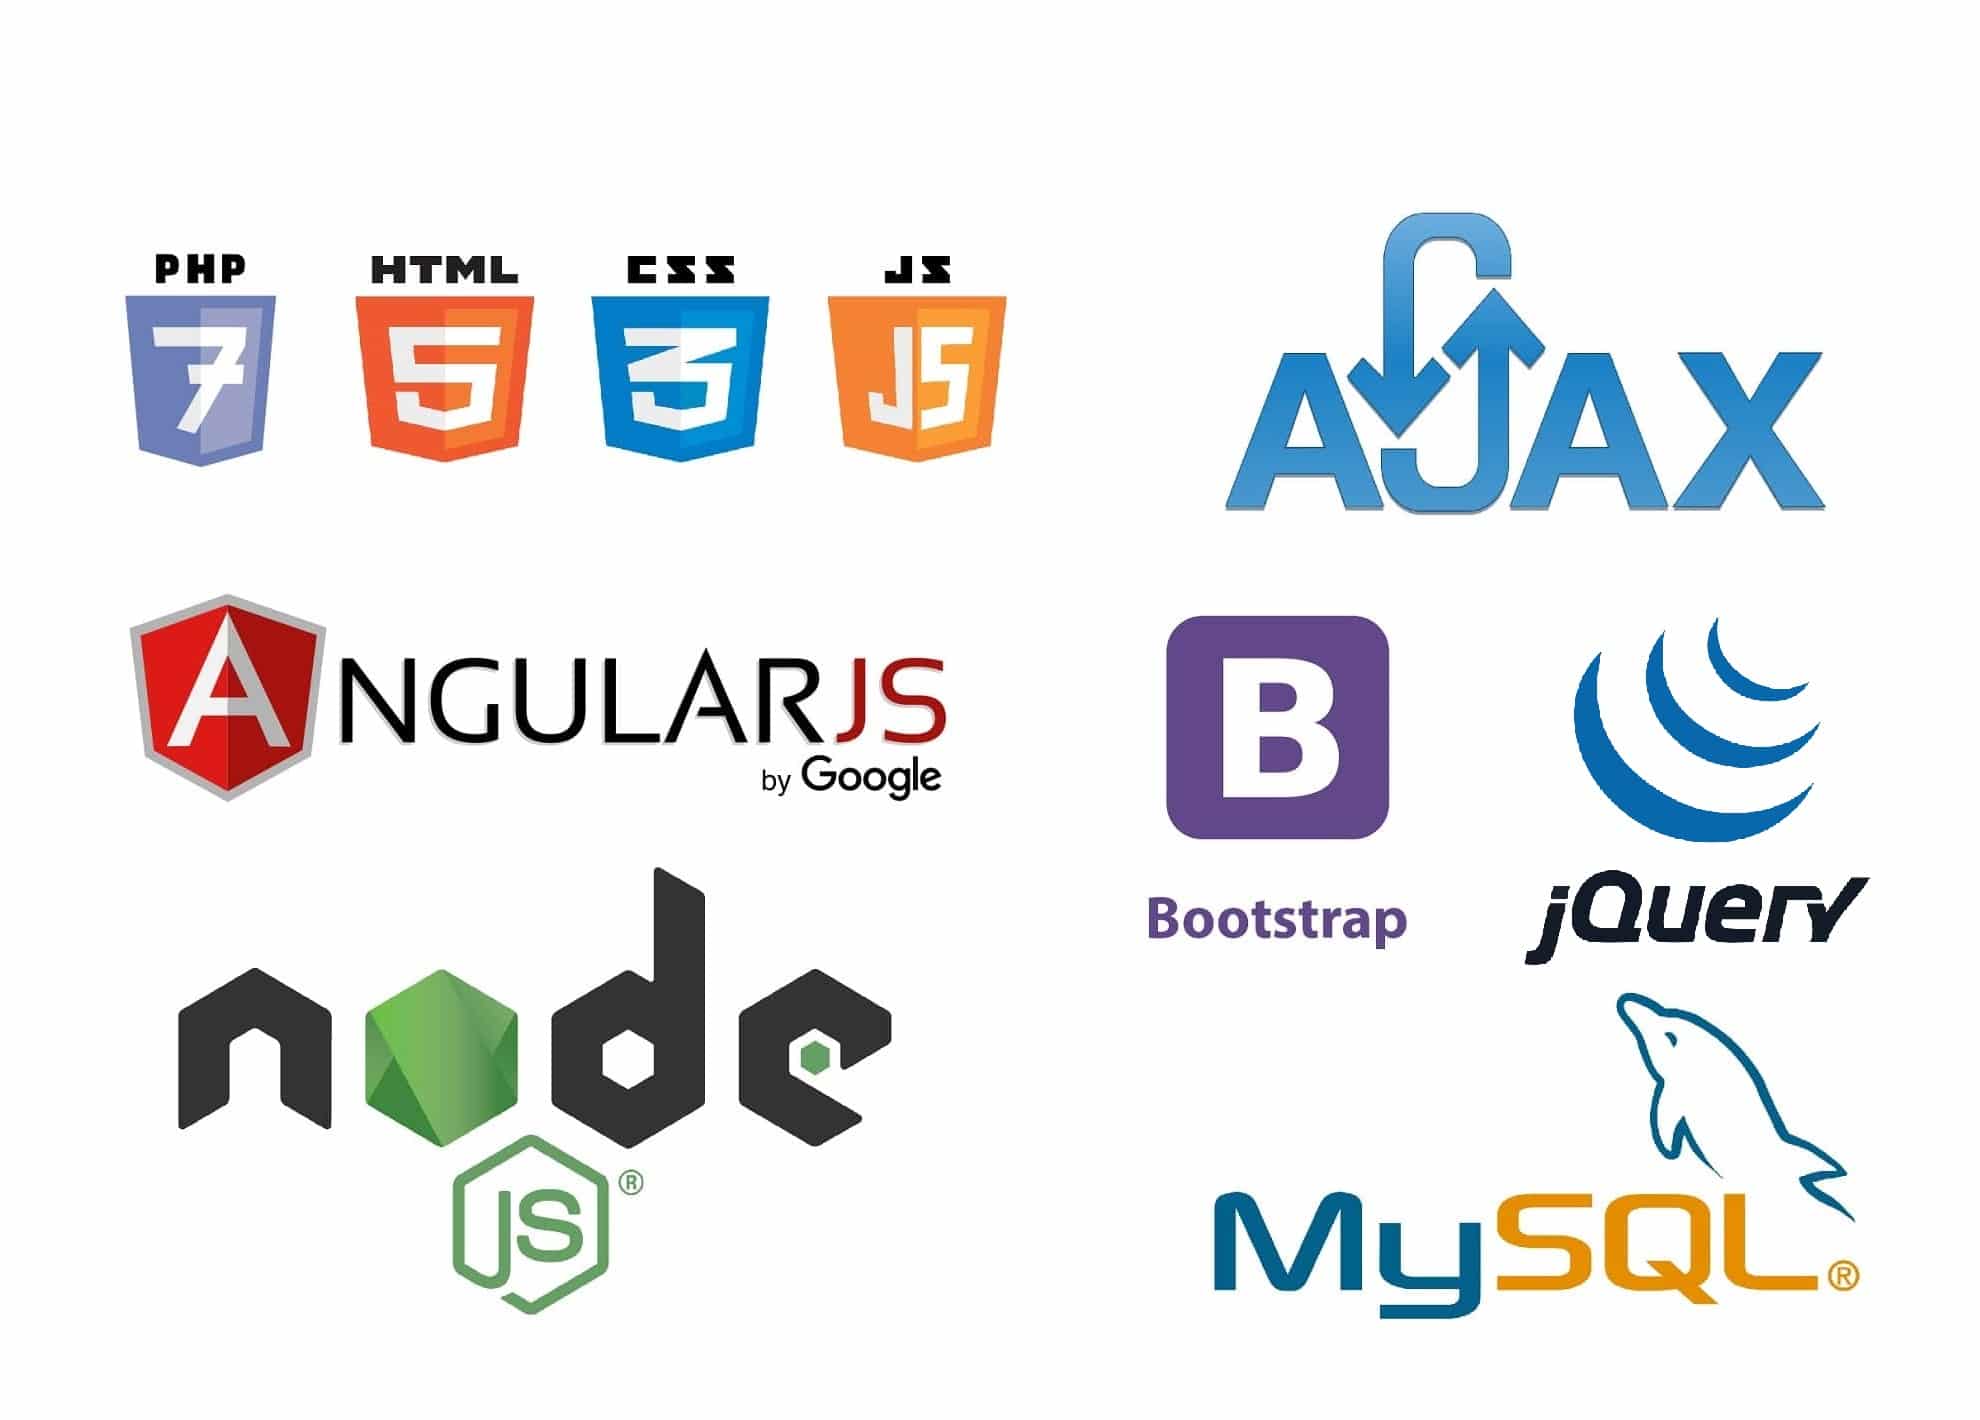 PHP
7
HTML
5
CSS
3
JS
JS
AJAX
ANGULARJS
by Google
B
Bootstrap
jQuery
node
JS®
MySQL®